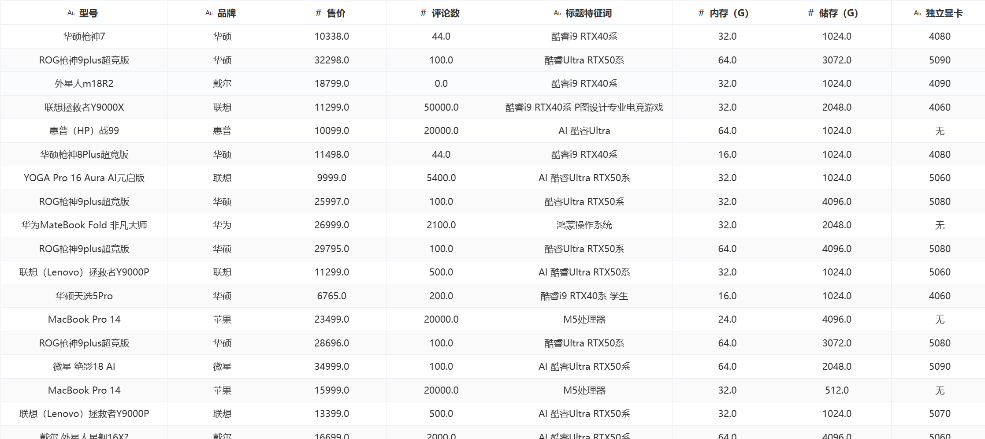 型号 品牌 # 售价 # 评论数 标题特征词 # 内存（G） # 储存（G） 独立显卡
华硕枪神7 华硕 10338.0 44.0 酷睿i9 RTX40系 32.0 1024.0 4080
ROG枪神9plus超竞版 华硕 32298.0 100.0 酷睿Ultra RTX50系 64.0 3072.0 5090
外星人m18R2 戴尔 18799.0 0.0 酷睿i9 RTX40系 32.0 1024.0 4090
联想拯救者Y9000X 联想 11299.0 50000.0 酷睿i9 RTX40系 P图设计专业电竞游戏 32.0 2048.0 4060
惠普（HP）战99 惠普 10099.0 20000.0 AI 酷睿Ultra 64.0 1024.0 无
华硕枪神8Plus超竞版 华硕 11498.0 44.0 酷睿i9 RTX40系 16.0 1024.0 4080
YOGA Pro 16 Aura AI元启版 联想 9999.0 5400.0 AI 酷睿Ultra RTX50系 32.0 1024.0 5060
ROG枪神9plus超竞版 华硕 25997.0 100.0 酷睿Ultra RTX50系 32.0 4096.0 5080
华为MateBook Fold 非凡大师 华为 26999.0 2100.0 鸿蒙操作系统 32.0 2048.0 无
ROG枪神9plus超竞版 华硕 29795.0 100.0 酷睿Ultra RTX50系 64.0 4096.0 5080
联想（Lenovo）拯救者Y9000P 联想 11299.0 500.0 AI 酷睿Ultra RTX50系 32.0 1024.0 5060
华硕天选5Pro 华硕 6765.0 200.0 酷睿i9 RTX40系 学生 16.0 1024.0 4060
MacBook Pro 14 苹果 23499.0 20000.0 M5处理器 24.0 4096.0 无
ROG枪神9plus超竞版 华硕 28696.0 100.0 酷睿Ultra RTX50系 64.0 3072.0 5080
微星 绝影18 AI 微星 34999.0 100.0 AI 酷睿Ultra RTX50系 64.0 2048.0 5090
MacBook Pro 14 苹果 15999.0 20000.0 M5处理器 32.0 512.0 无
联想（Lenovo）拯救者Y9000P 联想 13399.0 500.0 AI 酷睿Ultra RTX50系 32.0 1024.0 5070
戴尔 外星人 戴尔 16699.0 2000.0 AI 酷睿Ultra RTX50系 64.0 4096.0 5060